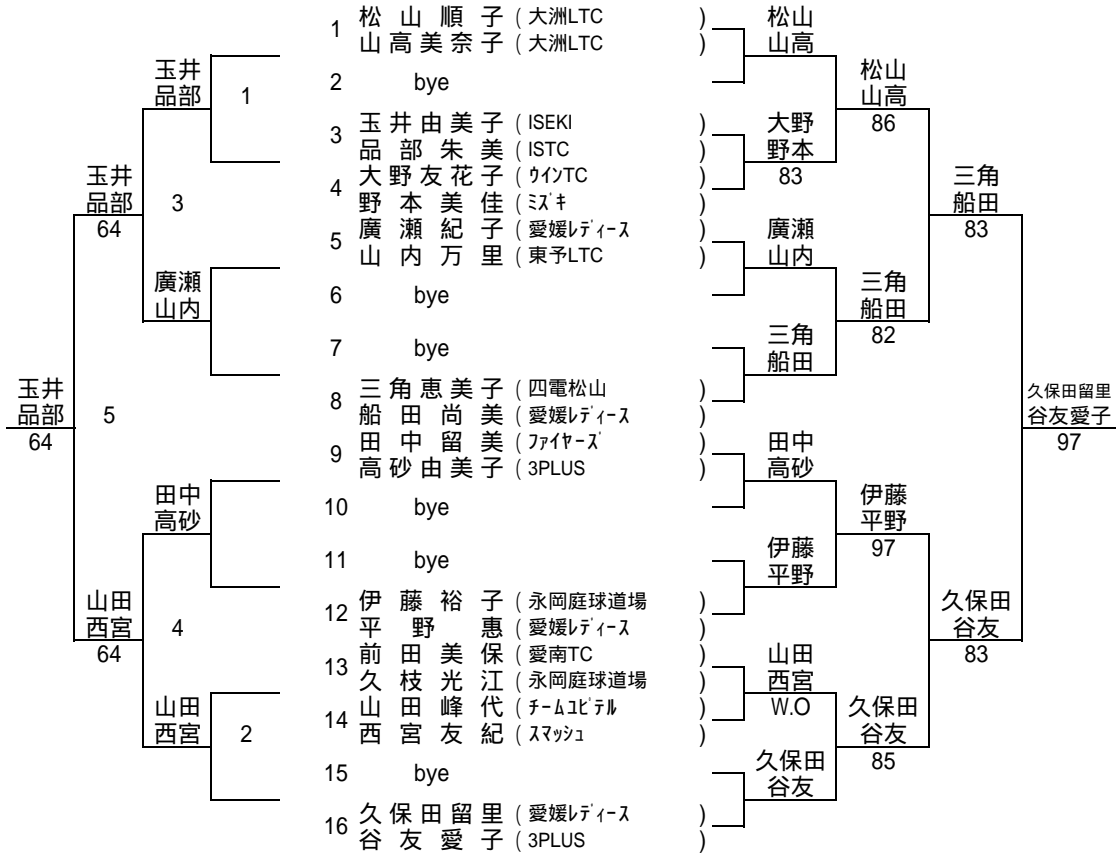 1 松山順子 ( 大洲LTC )
山高美奈子 ( 大洲LTC )
2 bye
3 玉井由美子 ( ISEKI )
品部朱美 ( ISTC )
4 大野友花子 ( ウインTC )
野本美佳 ( ミズキ )
5 廣瀬紀子 ( 愛媛レディース )
山内万里 ( 東予LTC )
6 bye
7 bye
8 三角恵美子 ( 四電松山 )
船田尚美 ( 愛媛レディース )
9 田中留美 ( ファイヤーズ )
高砂由美子 ( 3PLUS )
10 bye
11 bye
12 伊藤裕子 ( 永岡庭球道場 )
平野惠 ( 愛媛レディース )
13 前田美保 ( 愛南TC )
久枝光江 ( 永岡庭球道場 )
14 山田峰代 ( チームユピテル )
西宮友紀 ( スマッシュ )
15 bye
16 久保田留里 ( 愛媛レディース )
谷友愛子 ( 3PLUS )
玉井
品部
1
廣瀬
山内
田中
高砂
山田
西宮
2
玉井
品部
64
3
山田
西宮
64
4
玉井
品部
64
5
松山
山高
大野
野本
83
廣瀬
山内
三角
船田
田中
高砂
伊藤
平野
山田
西宮
W.O
久保田
谷友
松山
山高
86
三角
船田
82
伊藤
平野
97
久保田
谷友
85
三角
船田
83
久保田
谷友
83
久保田留里
谷友愛子
97